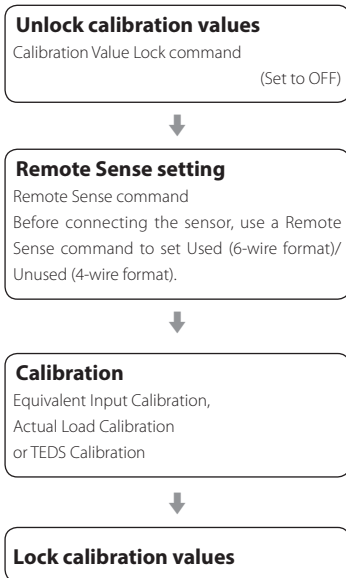 Unlock calibration values
Calibration Value Lock command
(Set to OFF)
Remote Sense setting
Remote Sense command
Before connecting the sensor, use a Remote
Sense command to set Used (6-wire format)/
Unused (4-wire format).
Calibration
Equivalent Input Calibration,
Actual Load Calibration
or TEDS Calibration
Lock calibration values